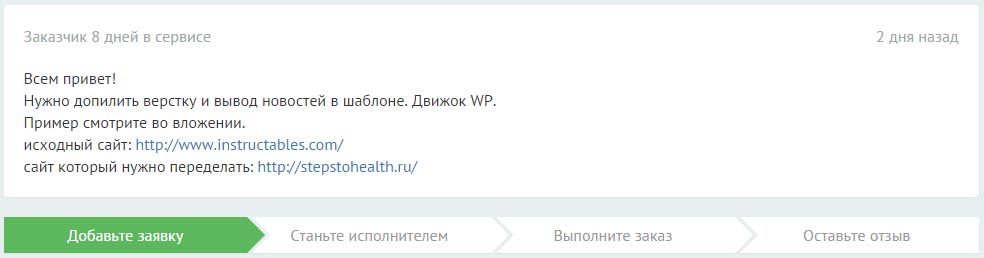 Заказчик 8 дней в сервисе 2 дня назад
Всем привет!
Нужно допилить верстку и вывод новостей в шаблоне. Движок WP.
Пример смотрите во вложении.
исходный сайт: http://www.instructables.com/
сайт который нужно переделать: http://stepstohealth.ru/
Добавьте заявку Станьте исполнителем Выполните заказ Оставьте отзыв